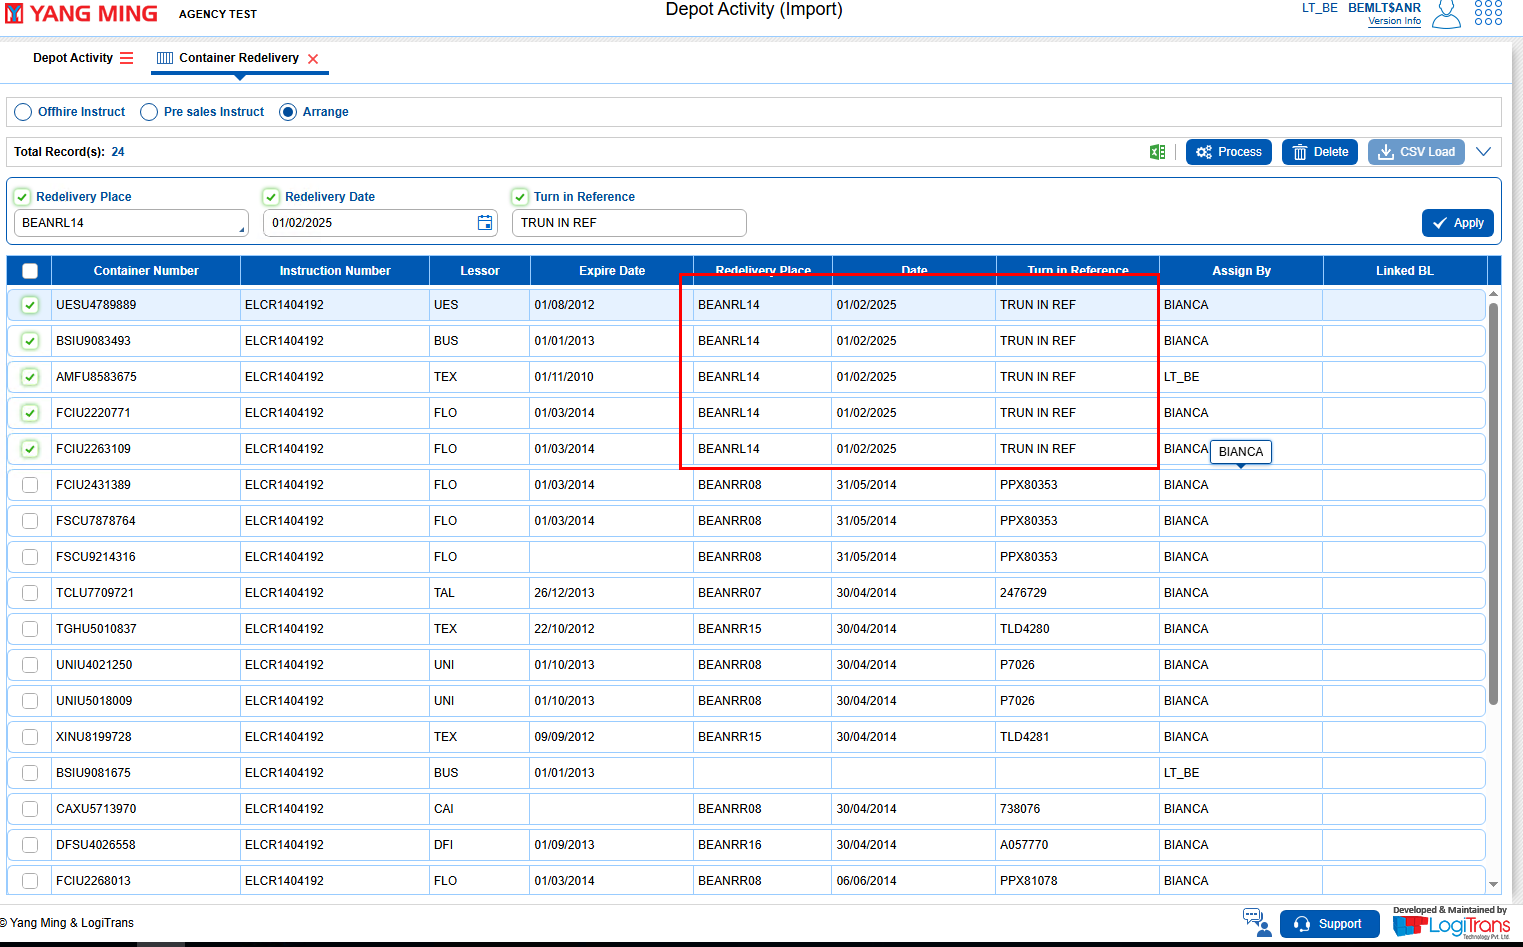 YANG MING AGENCY TEST Depot Activity (Import) LT_BE BEMLT$ANR
Version Info
Depot Activity Container Redelivery
Offhire Instruct Pre sales Instruct Arrange
Total Record(s): 24 Process Delete CSV Load
Redelivery Place Redelivery Date Turn in Reference
BEANRL14 01/02/2025 TRUN IN REF Apply
Container Number Instruction Number Lessor Expire Date Redelivery Place Date Turn in Reference Assign By Linked BL
UESU4789889 ELCR1404192 UES 01/08/2012 BEANRL14 01/02/2025 TRUN IN REF BIANCA
BSIU9083493 ELCR1404192 BUS 01/01/2013 BEANRL14 01/02/2025 TRUN IN REF BIANCA
AMFU8583675 ELCR1404192 TEX 01/11/2010 BEANRL14 01/02/2025 TRUN IN REF LT_BE
FCIU2220771 ELCR1404192 FLO 01/03/2014 BEANRL14 01/02/2025 TRUN IN REF BIANCA
FCIU2263109 ELCR1404192 FLO 01/03/2014 BEANRL14 01/02/2025 TRUN IN REF BIANCA BIANCA
FCIU2431389 ELCR1404192 FLO 01/03/2014 BEANRR08 31/05/2014 PPX80353 BIANCA
FSCU7878764 ELCR1404192 FLO 01/03/2014 BEANRR08 31/05/2014 PPX80353 BIANCA
FSCU9214316 ELCR1404192 FLO BEANRR08 31/05/2014 PPX80353 BIANCA
TCLU7709721 ELCR1404192 TAL 26/12/2013 BEANRR07 30/04/2014 2476729 BIANCA
TGHU5010837 ELCR1404192 TEX 22/10/2012 BEANRR15 30/04/2014 TLD4280 BIANCA
UNIU4021250 ELCR1404192 UNI 01/10/2013 BEANRR08 30/04/2014 P7026 BIANCA
UNIU5018009 ELCR1404192 UNI 01/10/2013 BEANRR08 30/04/2014 P7026 BIANCA
XINU8199728 ELCR1404192 TEX 09/09/2012 BEANRR15 30/04/2014 TLD4281 BIANCA
BSIU9081675 ELCR1404192 BUS 01/01/2013 LT_BE
CAXU5713970 ELCR1404192 CAI BEANRR08 30/04/2014 738076 BIANCA
DFSU4026558 ELCR1404192 DFI 01/09/2013 BEANRR16 30/04/2014 A057770 BIANCA
FCIU2268013 ELCR1404192 FLO 01/03/2014 BEANRR08 06/06/2014 PPX81078 BIANCA
© Yang Ming & LogiTrans Support
Developed & Maintained by
LogiTrans
Technology Pvt. Ltd.